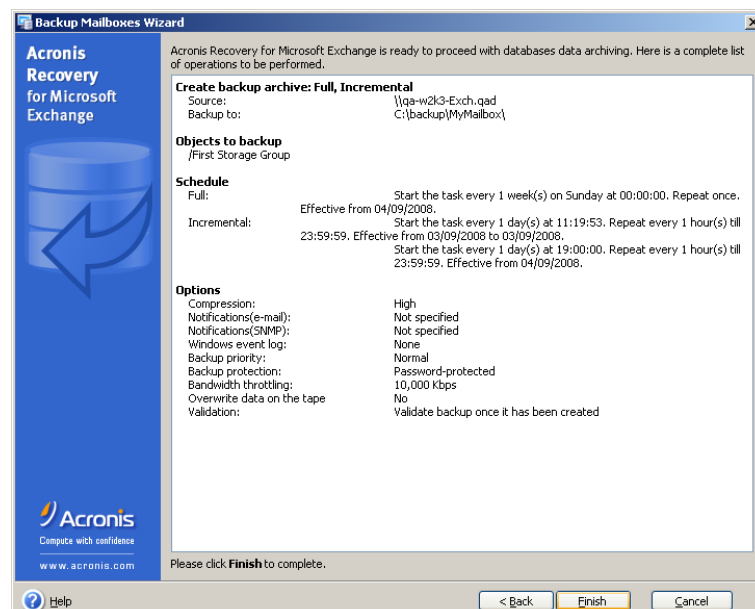 Backup Mailboxes Wizard
Acronis
Recovery
for Microsoft
Exchange
Acronis Recovery for Microsoft Exchange is ready to proceed with databases data archiving. Here is a complete list
of operations to be performed.
Create backup archive: Full, Incremental
Source: \\qa-w2k3-Exch.qad
Backup to: C:\backup\MyMailbox\
Objects to backup
/First Storage Group
Schedule
Full: Start the task every 1 week(s) on Sunday at 00:00:00. Repeat once.
Effective from 04/09/2008.
Incremental: Start the task every 1 day(s) at 11:19:53. Repeat every 1 hour(s) till
23:59:59. Effective from 03/09/2008 to 03/09/2008.
Start the task every 1 day(s) at 19:00:00. Repeat every 1 hour(s) till
23:59:59. Effective from 04/09/2008.
Options
Compression: High
Notifications(e-mail): Not specified
Notifications(SNMP): Not specified
Windows event log: None
Backup priority: Normal
Backup protection: Password-protected
Bandwidth throttling: 10,000 Kbps
Overwrite data on the tape No
Validation: Validate backup once it has been created
Acronis
Compute with confidence
www.acronis.com
Please click Finish to complete.
Help
< Back
Finish
Cancel